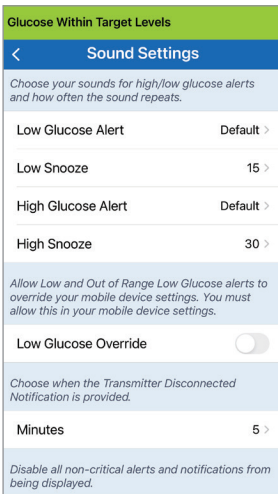 Glucose Within Target Levels
Sound Settings
Choose your sounds for high/low glucose alerts
and how often the sound repeats.
Low Glucose Alert Default >
Low Snooze 15 >
High Glucose Alert Default >
High Snooze 30 >
Allow Low and Out of Range Low Glucose alerts to
override your mobile device settings. You must
allow this in your mobile device settings.
Low Glucose Override
Choose when the Transmitter Disconnected
Notification is provided.
Minutes 5 >
Disable all non-critical alerts and notifications from
being displayed.